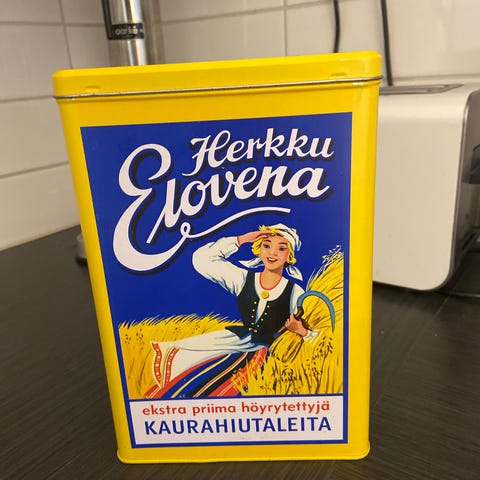 Herkku
Elovena
ekstra priima höyrytettyjä
KAURAHIUTALEITA